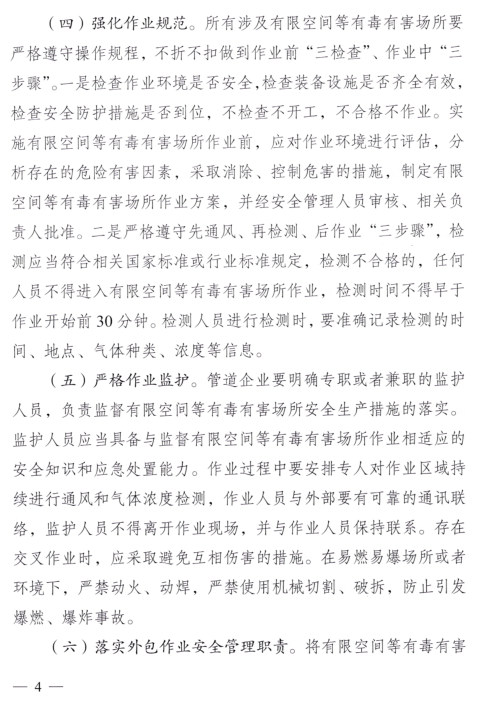 （四）强化作业规范。所有涉及有限空间等有毒有害场所要
严格遵守操作规程，不折不扣做到作业前“三检查”、作业中“三
步骤”。一是检查作业环境是否安全，检查装备设施是否齐全有效，
检查安全防护措施是否到位，不检查不开工，不合格不作业。实
施有限空间等有毒有害场所作业前，应对作业环境进行评估，分
析存在的危险有害因素，采取消除、控制危害的措施，制定有限
空间等有毒有害场所作业方案，并经安全管理人员审核、相关负
责人批准。二是严格遵守先通风、再检测、后作业“三步骤”，检
测应当符合相关国家标准或行业标准规定，检测不合格的，任何
人员不得进入有限空间等有毒有害场所作业，检测时间不得早于
作业开始前30分钟。检测人员进行检测时，要准确记录检测的时
间、地点、气体种类、浓度等信息。
（五）严格作业监护。管道企业要明确专职或者兼职的监护
人员，负责监督有限空间等有毒有害场所安全生产措施的落实。
监护人员应当具备与监督有限空间等有毒有害场所作业相适应的
安全知识和应急处置能力。作业过程中要安排专人对作业区域持
续进行通风和气体浓度检测，作业人员与外部要有可靠的通讯联
络，监护人员不得离开作业现场，并与作业人员保持联系。存在
交叉作业时，应采取避免互相伤害的措施。在易燃易爆场所或者
环境下，严禁动火、动焊，严禁使用机械切割、破拆，防止引发
爆燃、爆炸事故。
（六）落实外包作业安全管理职责。将有限空间等有毒有害
— 4 —